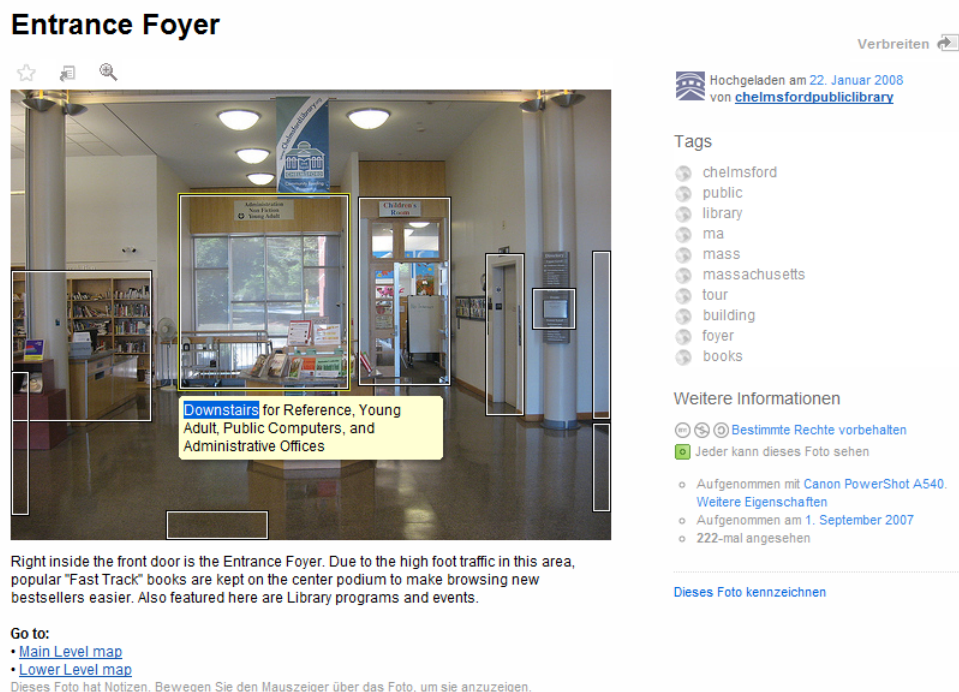 Entrance Foyer
Verbreiten
Hochgeladen am 22. Januar 2008
von chelmsfordpubliclibrary
www.ChelmsfordLibrary.org
Administration
Non Fiction
Young Adult
Children's
Room
Downstairs for Reference, Young
Adult, Public Computers, and
Administrative Offices
Tags
chelmsford
public
library
ma
mass
massachusetts
tour
building
foyer
books
Weitere Informationen
Bestimmte Rechte vorbehalten
Jeder kann dieses Foto sehen
Aufgenommen mit Canon PowerShot A540.
Weitere Eigenschaften
Aufgenommen am 1. September 2007
222-mal angesehen
Dieses Foto kennzeichnen
Right inside the front door is the Entrance Foyer. Due to the high foot traffic in this area,
popular "Fast Track" books are kept on the center podium to make browsing new
bestsellers easier. Also featured here are Library programs and events.
Go to:
• Main Level map
• Lower Level map
Dieses Foto hat Notizen. Bewegen Sie den Mauszeiger über das Foto, um sie anzuzeigen.